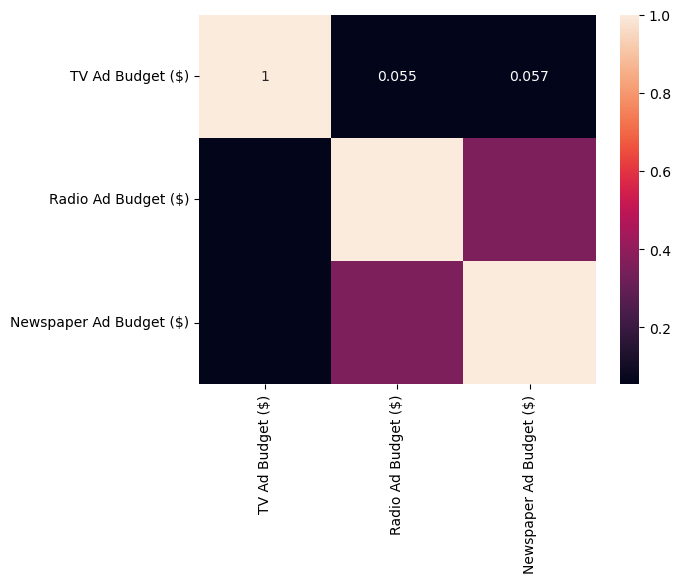 1.0
TV Ad Budget ($)
1
0.055
0.057
0.8
Radio Ad Budget ($)
0.6
0.4
Newspaper Ad Budget ($)
0.2
TV Ad Budget ($)
Radio Ad Budget ($)
Newspaper Ad Budget ($)